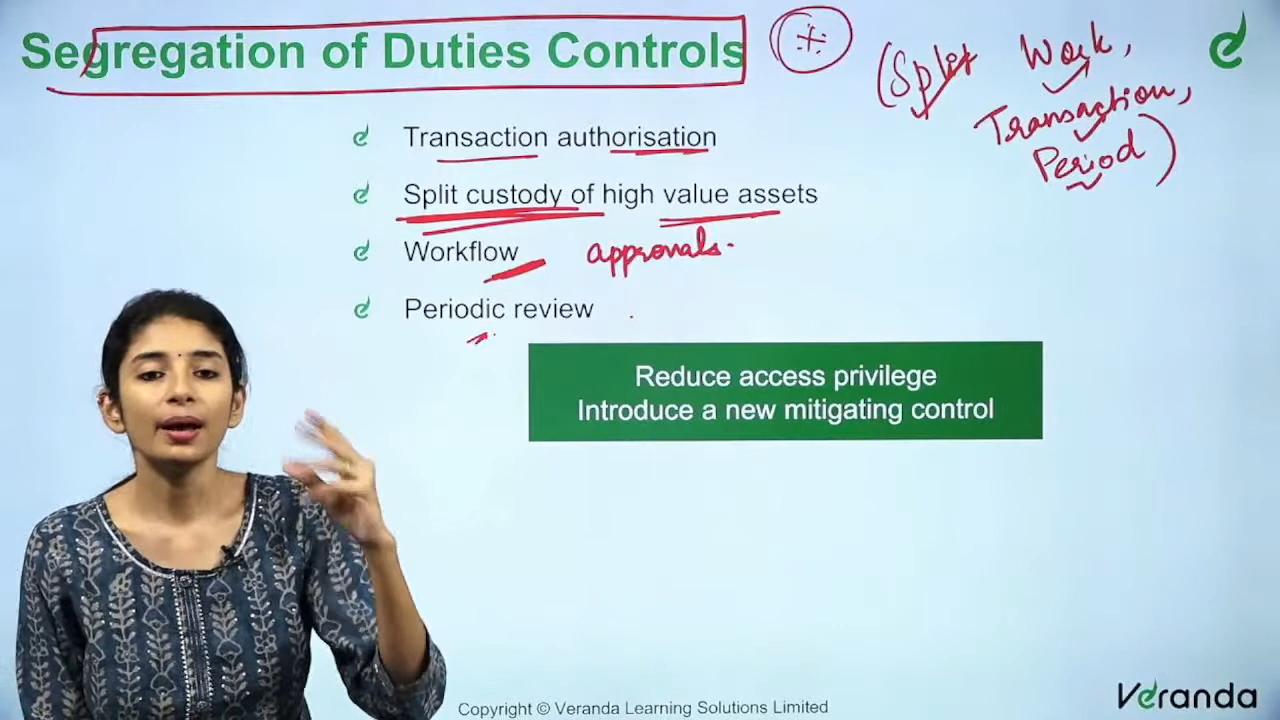 Segregation of Duties Controls
(Split Work,
Transaction,
Period)
Transaction authorisation
Split custody of high value assets
Workflow approvals.
Periodic review
Reduce access privilege
Introduce a new mitigating control
Copyright © Veranda Learning Solutions Limited
Veranda